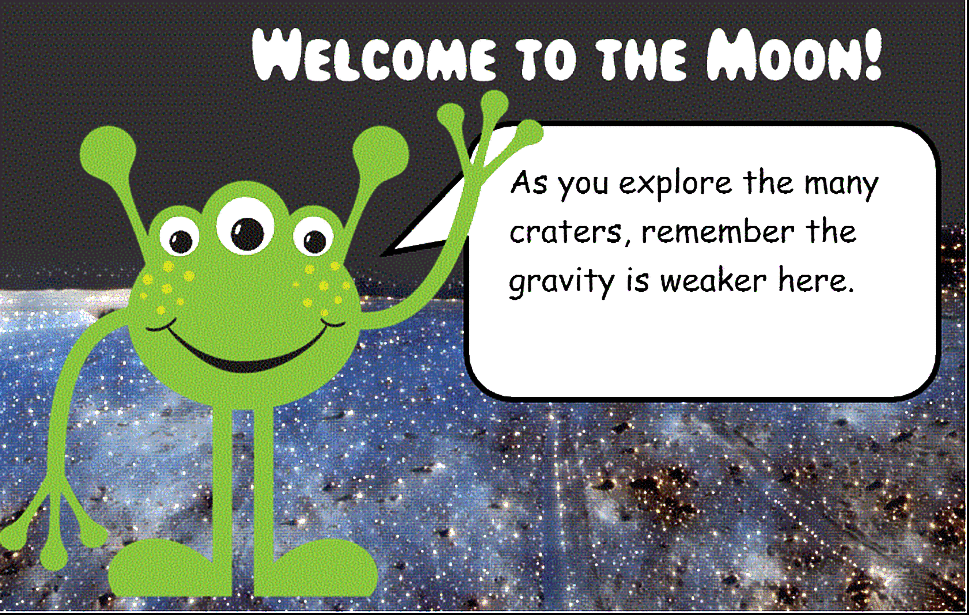 Welcome to the Moon!
As you explore the many
craters, remember the
gravity is weaker here.